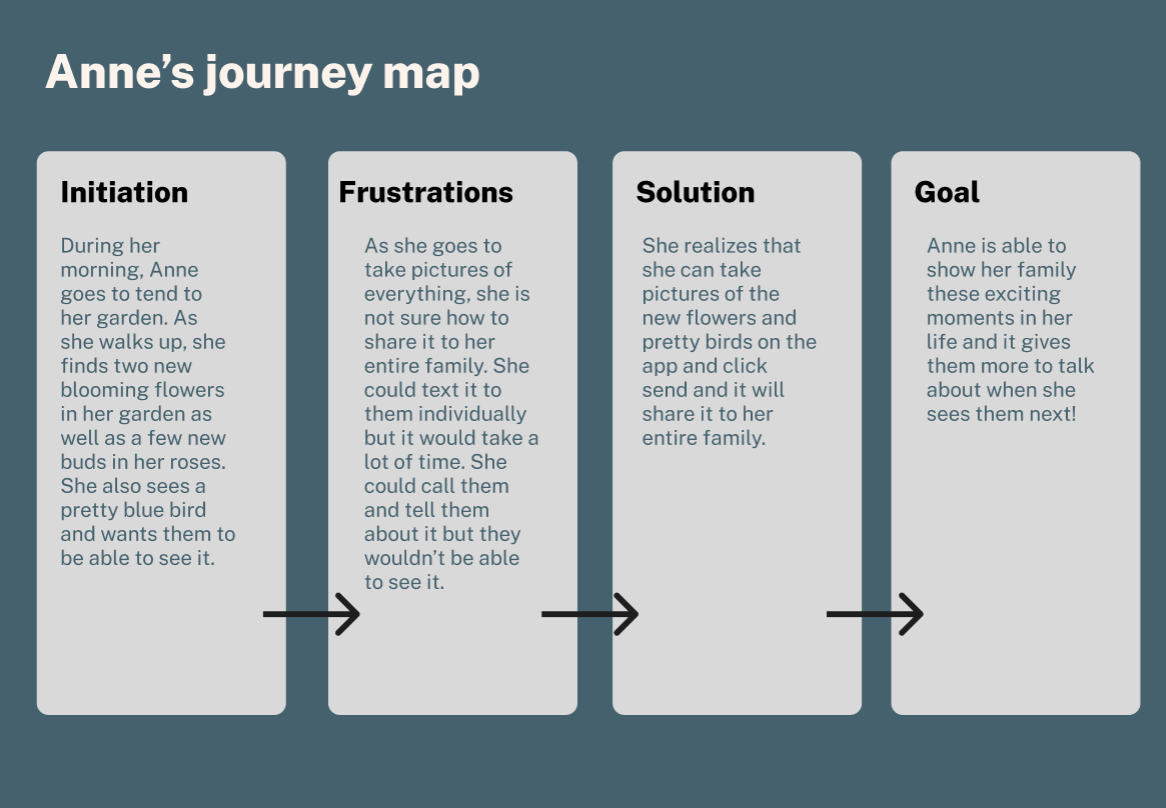 Anne’s journey map
Initiation
During her
morning, Anne
goes to tend to
her garden. As
she walks up, she
finds two new
blooming flowers
in her garden as
well as a few new
buds in her roses.
She also sees a
pretty blue bird
and wants them to
be able to see it.
Frustrations
As she goes to
take pictures of
everything, she is
not sure how to
share it to her
entire family. She
could text it to
them individually
but it would take a
lot of time. She
could call them
and tell them
about it but they
wouldn’t be able
to see it.
Solution
She realizes that
she can take
pictures of the
new flowers and
pretty birds on the
app and click
send and it will
share it to her
entire family.
Goal
Anne is able to
show her family
these exciting
moments in her
life and it gives
them more to talk
about when she
sees them next!